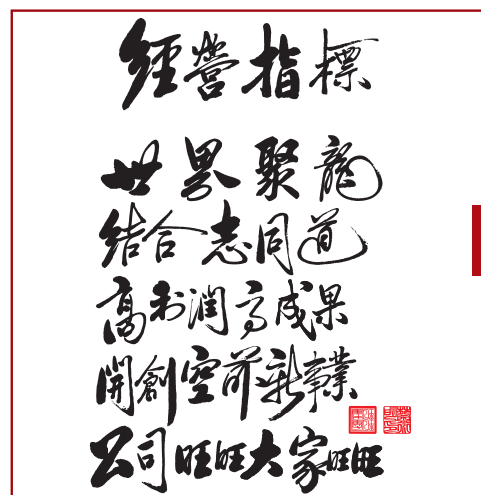 經營指標
世界聚龍
結合志同道
高利潤高成果
開創空前新事業
公司旺旺大家旺旺